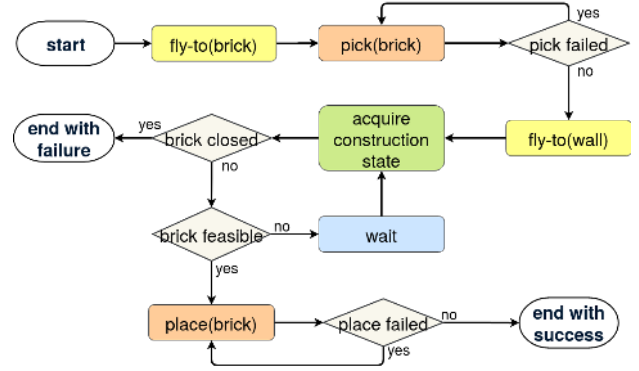 yes
start
fly-to(brick)
pick(brick)
pick failed
no
end with
failure
yes
brick closed
acquire
construction
state
fly-to(wall)
no
brick feasible
no
wait
yes
place(brick)
place failed
no
end with
success
yes